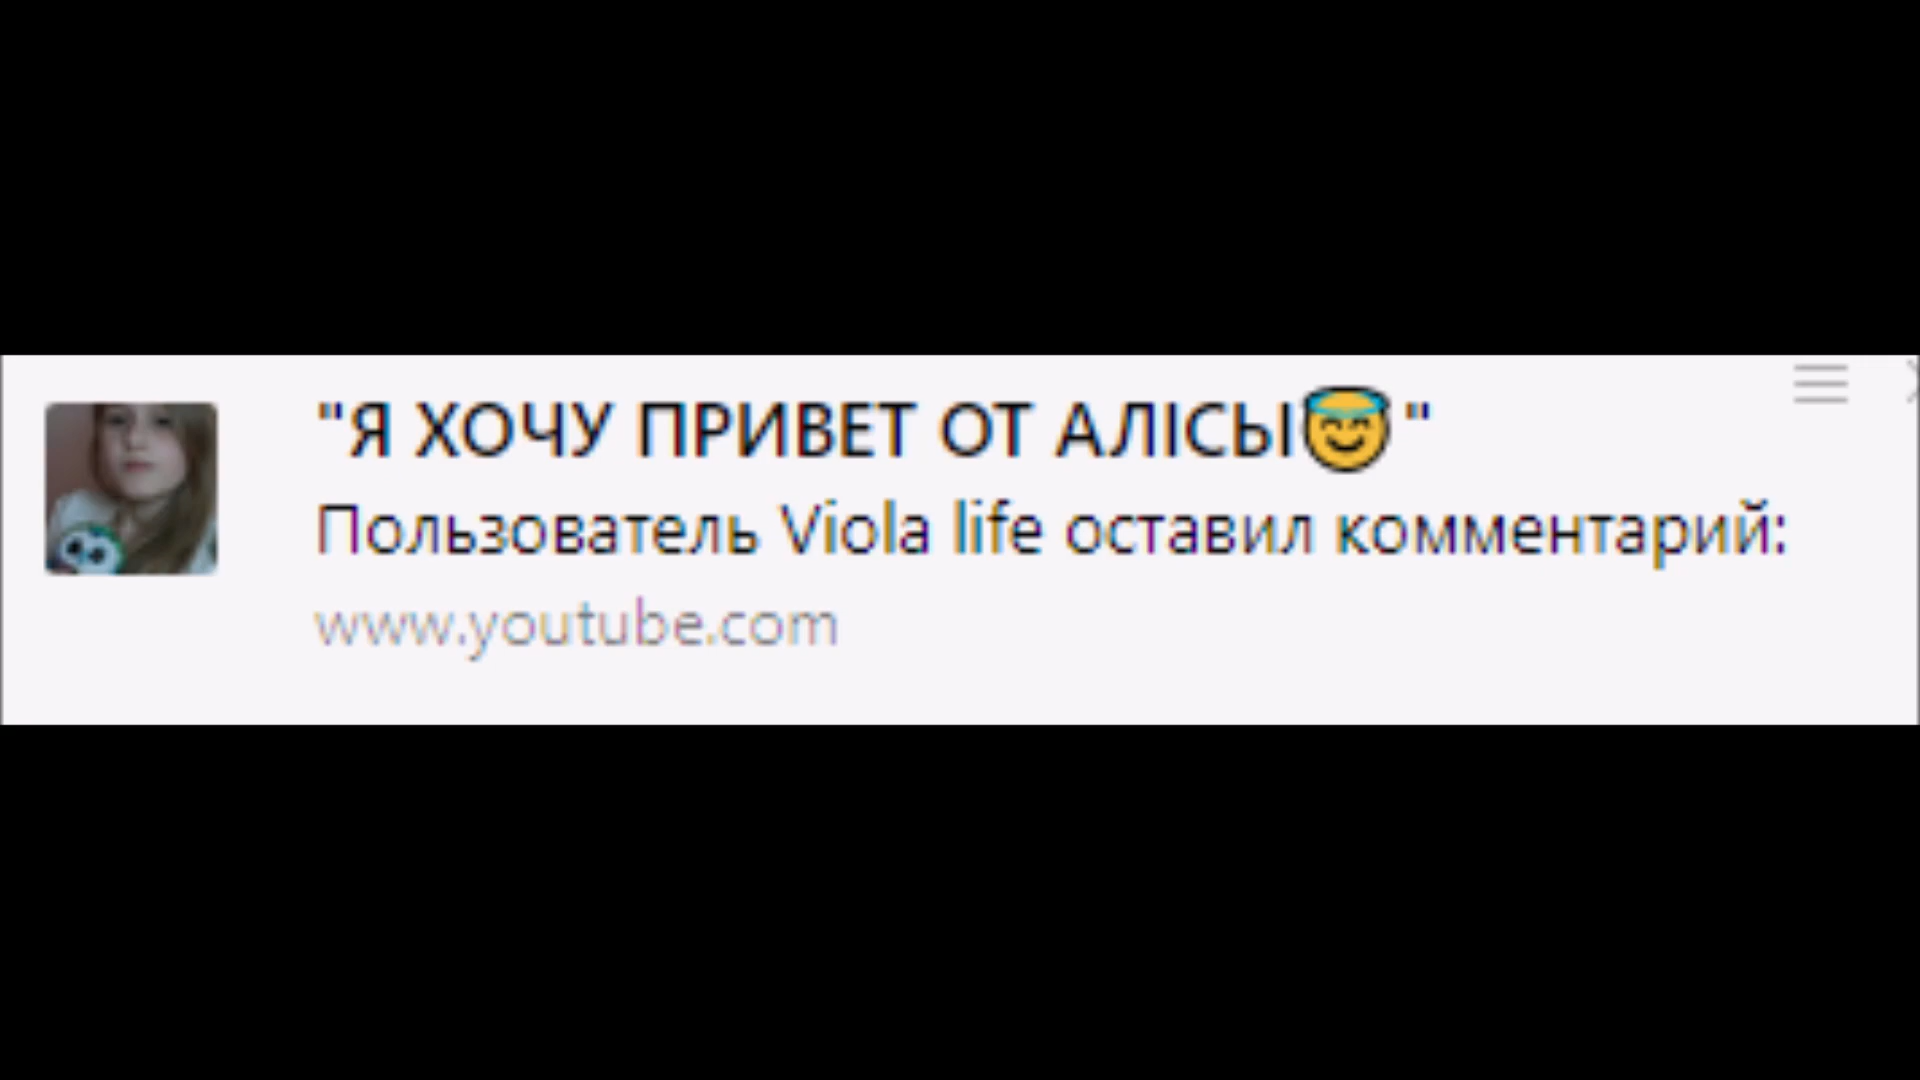 "Я ХОЧУ ПРИВЕТ ОТ АЛІСЫ😇"
Пользователь Viola life оставил комментарий:
www.youtube.com